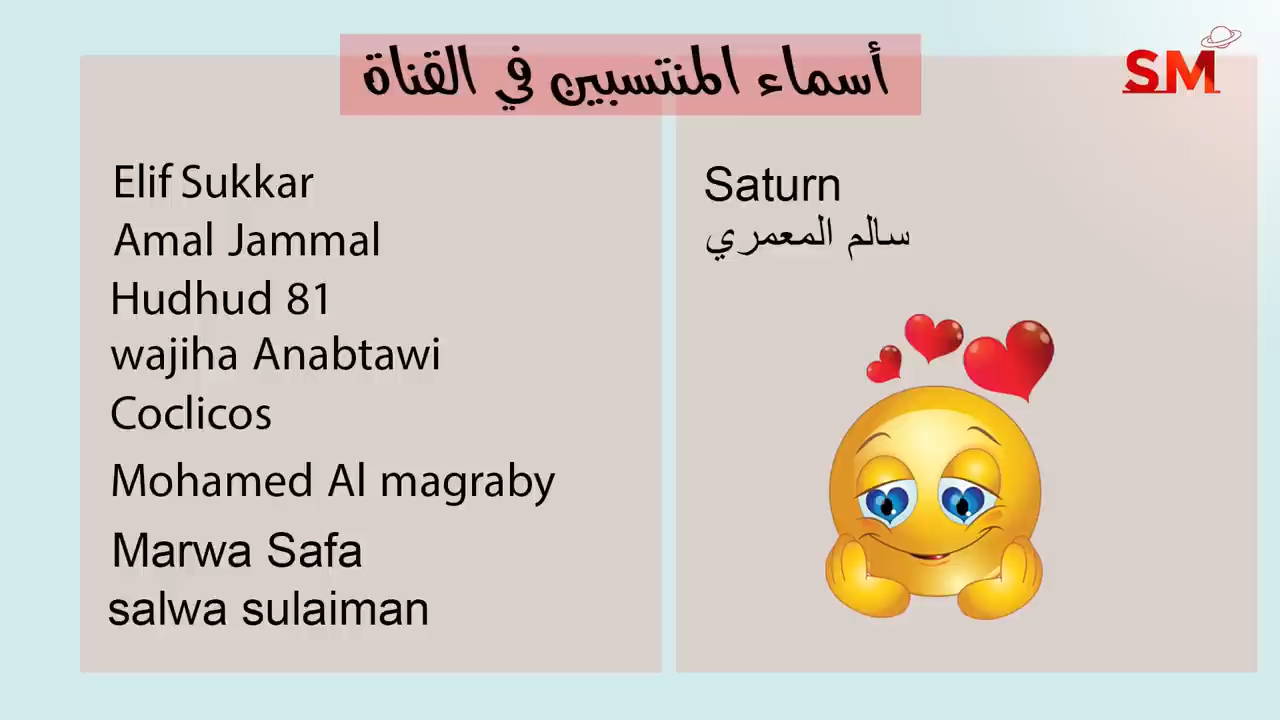 أسماء المنتسبين في القناة
SM
Elif Sukkar
Amal Jammal
Hudhud 81
wajiha Anabtawi
Coclicos
Mohamed Al magraby
Marwa Safa
salwa sulaiman
Saturn
سالم المعمري